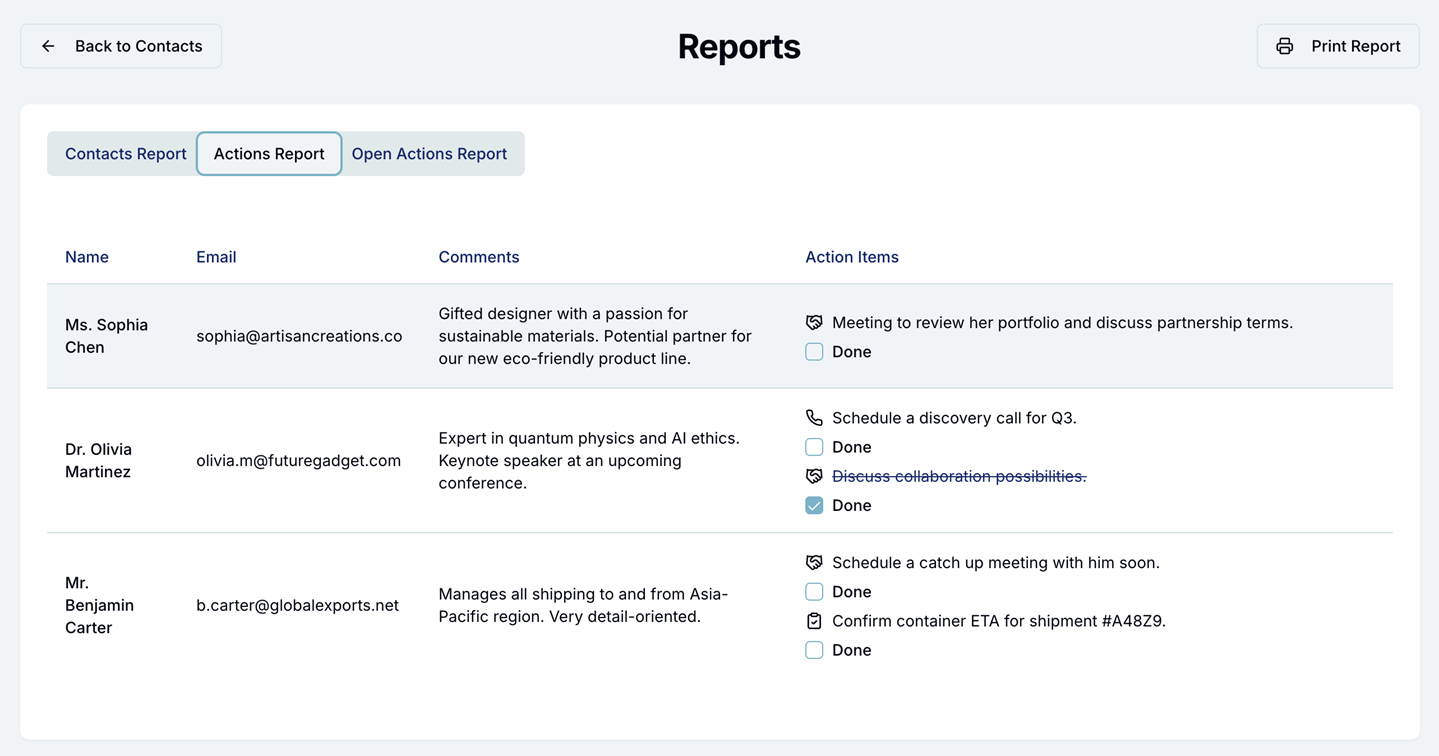 Back to Contacts
Reports
Print Report
Contacts Report
Actions Report
Open Actions Report
Name
Email
Comments
Action Items
Ms. Sophia
Chen
sophia@artisancreations.co
Gifted designer with a passion for
sustainable materials. Potential partner for
our new eco-friendly product line.
Meeting to review her portfolio and discuss partnership terms.
Done
Dr. Olivia
Martinez
olivia.m@futuregadget.com
Expert in quantum physics and AI ethics.
Keynote speaker at an upcoming
conference.
Schedule a discovery call for Q3.
Done
Discuss collaboration possibilities.
Done
Mr.
Benjamin
Carter
b.carter@globalexports.net
Manages all shipping to and from Asia-
Pacific region. Very detail-oriented.
Schedule a catch up meeting with him soon.
Done
Confirm container ETA for shipment #A48Z9.
Done